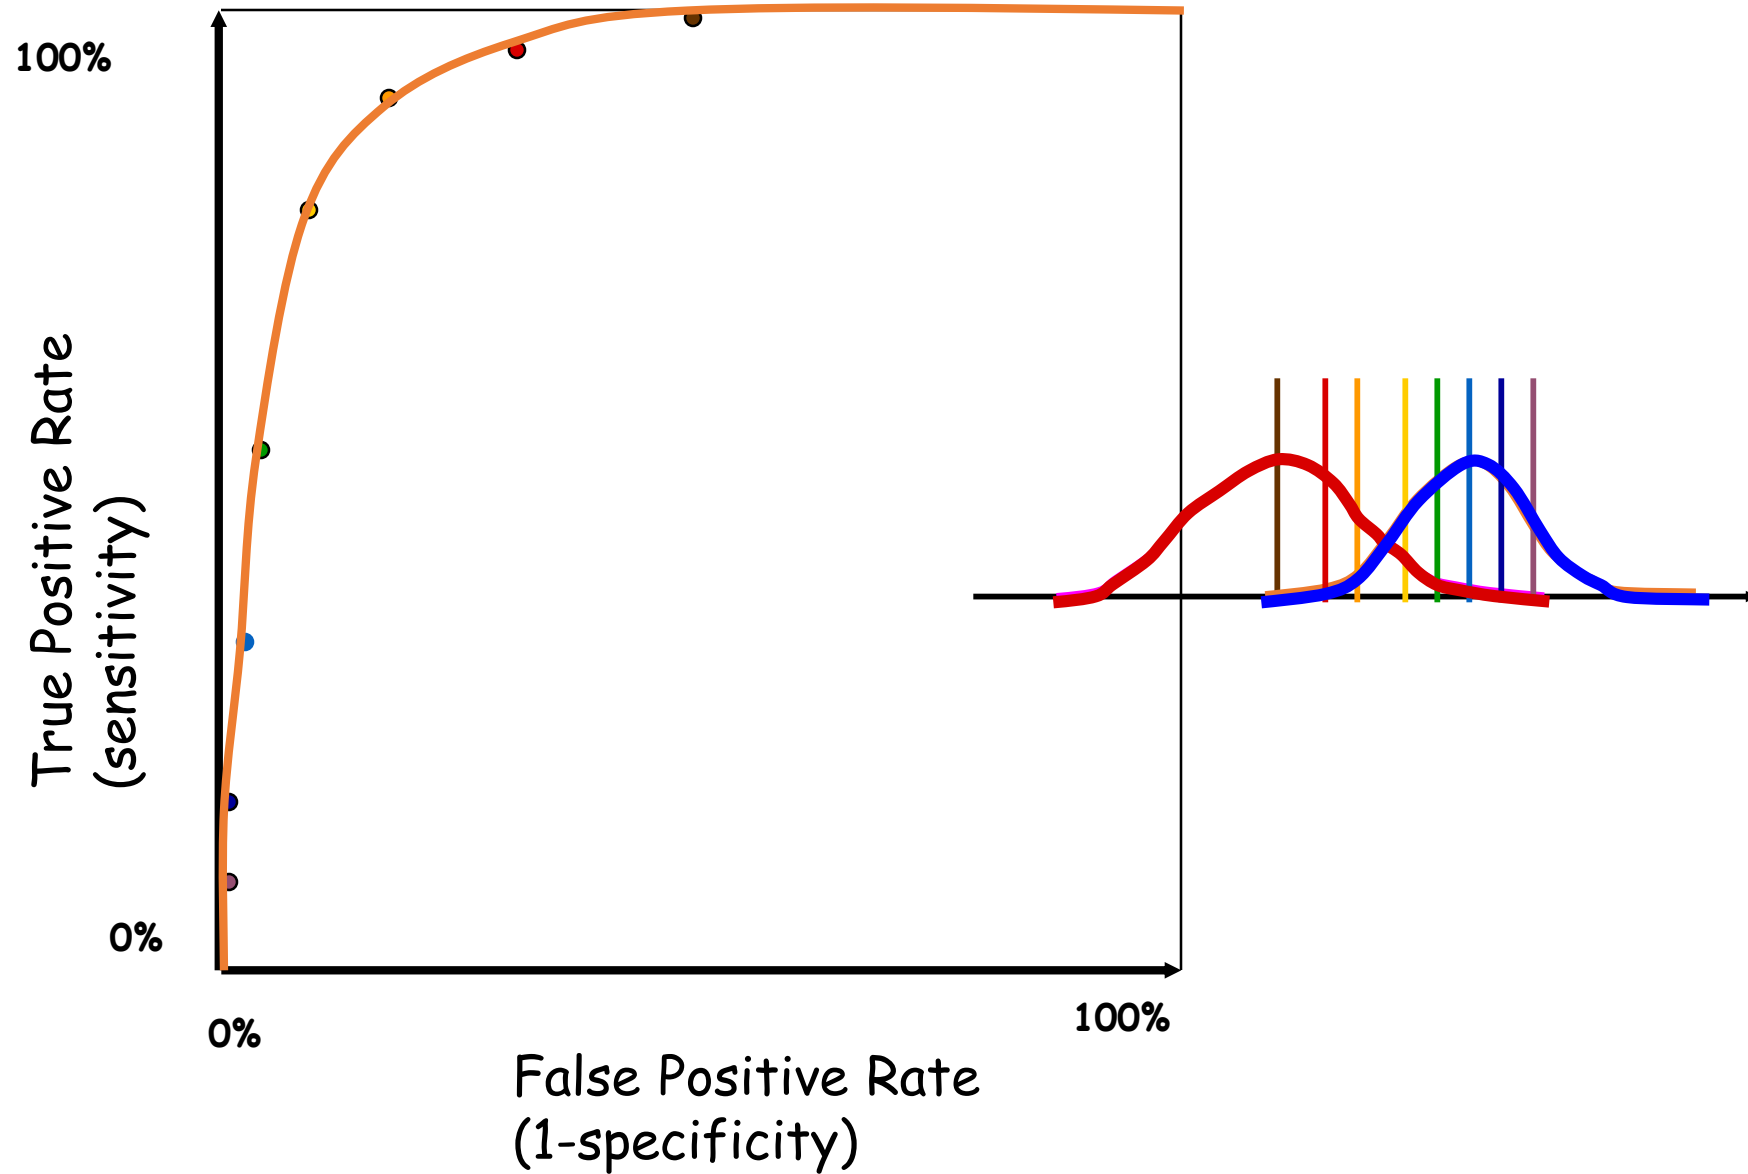 100%
True Positive Rate
(sensitivity)
0%
0%
100%
False Positive Rate
(1-specificity)